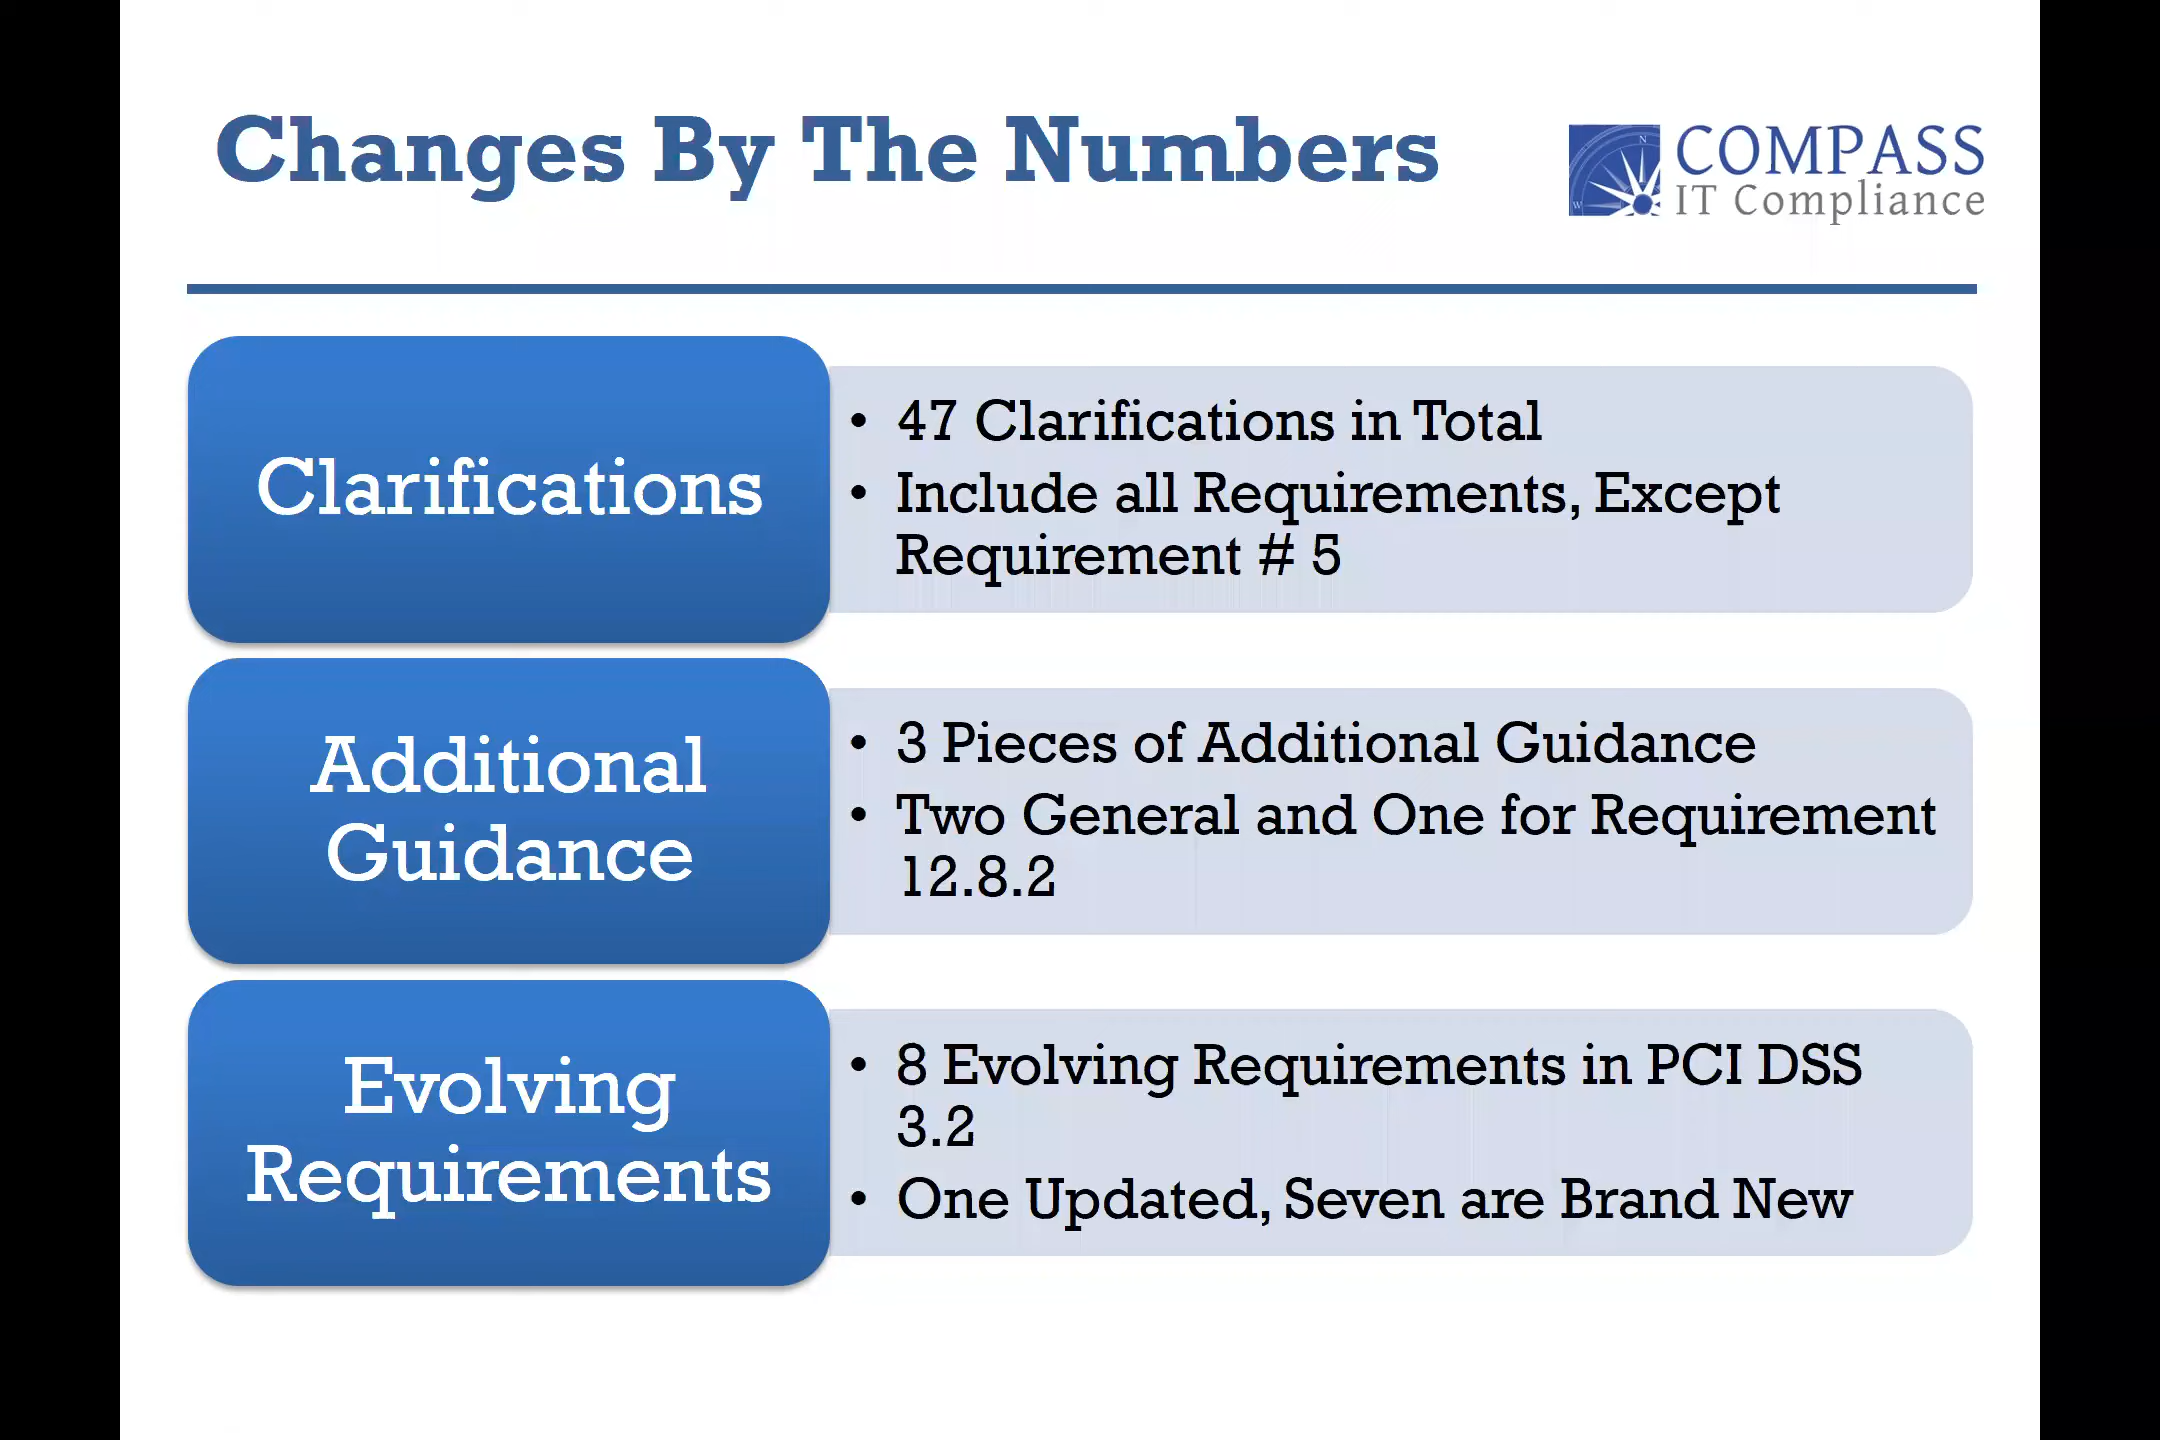 Changes By The Numbers
COMPASS
IT Compliance
N
W
Clarifications
• 47 Clarifications in Total
• Include all Requirements, Except
Requirement # 5
Additional
Guidance
• 3 Pieces of Additional Guidance
• Two General and One for Requirement
12.8.2
Evolving
Requirements
• 8 Evolving Requirements in PCI DSS
3.2
• One Updated, Seven are Brand New